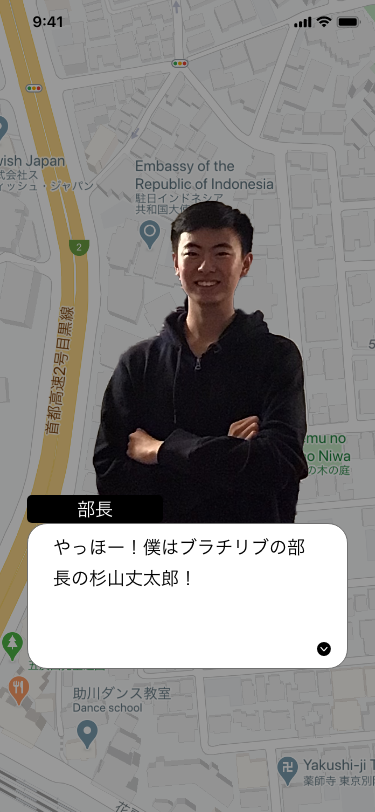 9:41
wish Japan
式会社
ィッシュ・ジャパン
Embassy of the
Republic of Indonesia
駐日インドネシア
共和国大使
2
首都高速2号目黒線
5
mu no
o Niwa
の木の庭
部長
やっほー！僕はブラチリブの部
長の杉山丈太郎！
助川ダンス教室
Dance school
Yakushi-ji T
薬師寺 東京別